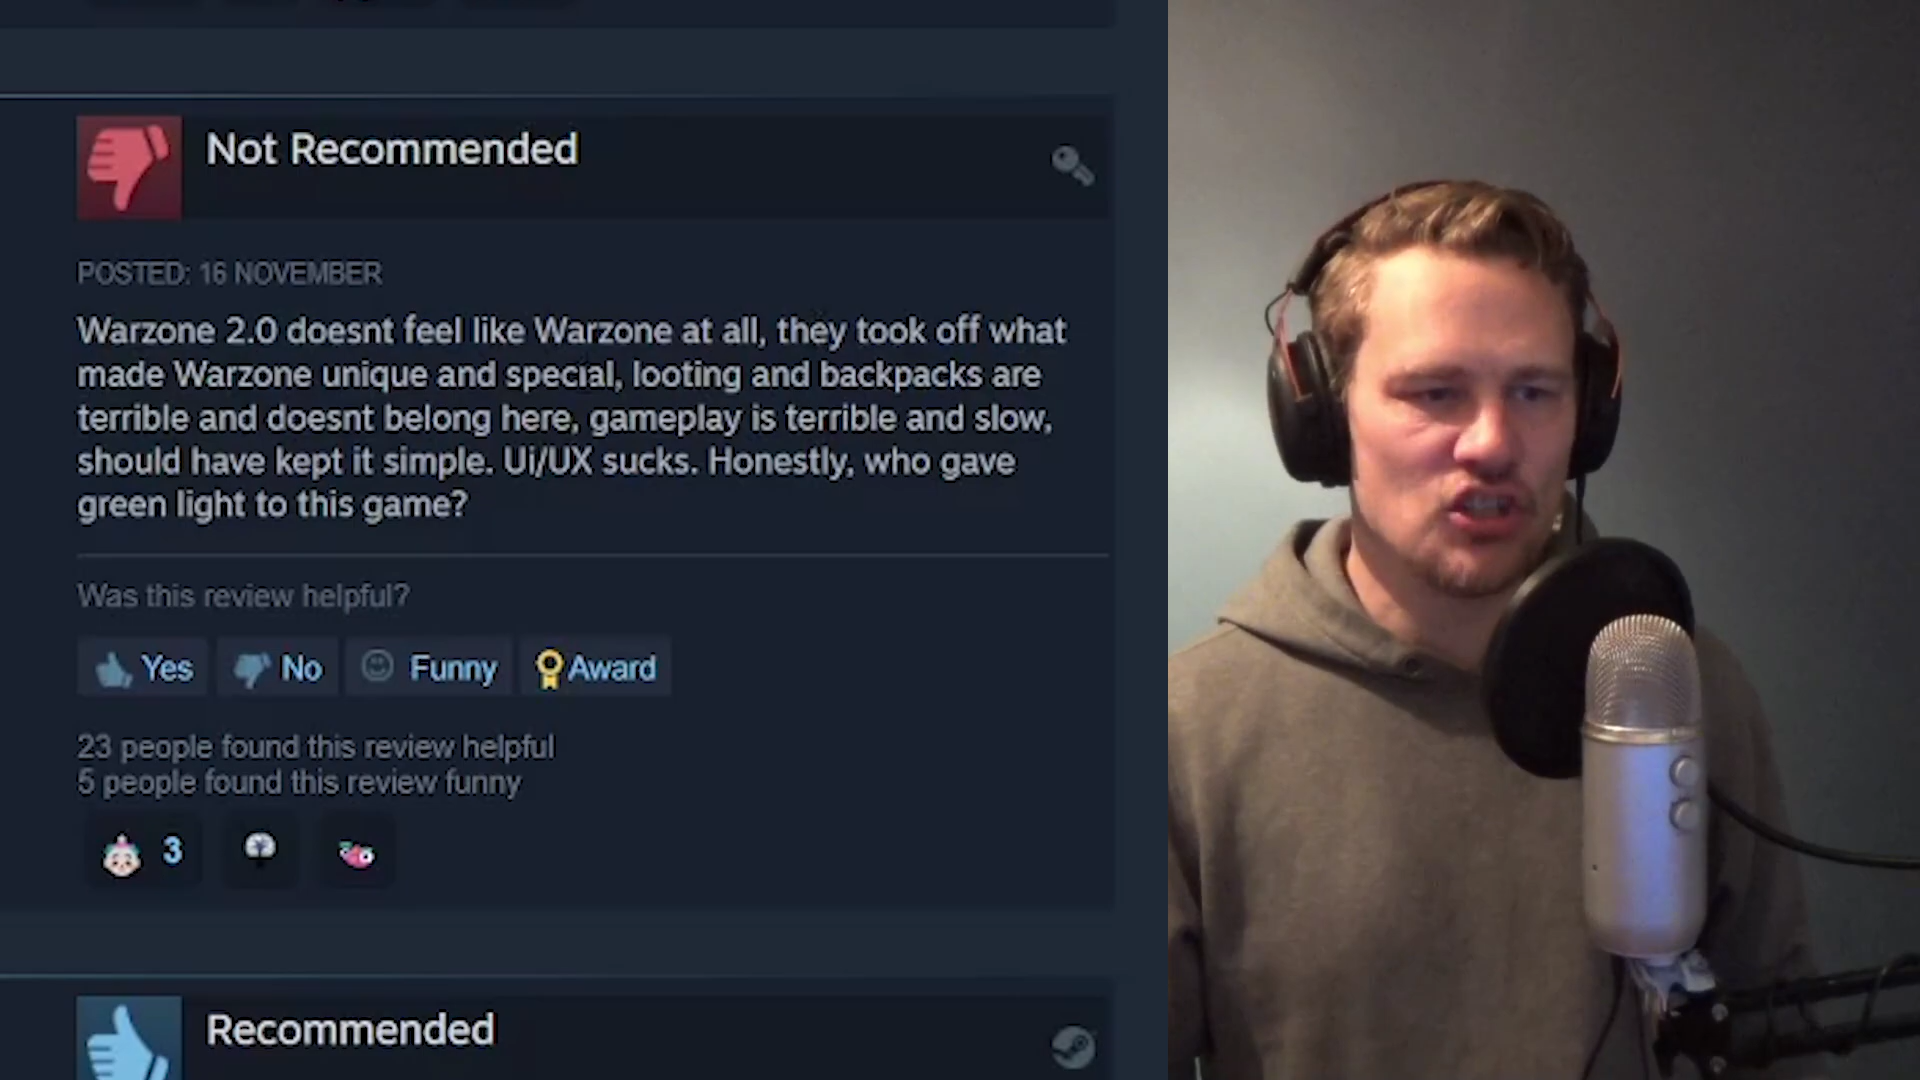 Not Recommended
POSTED: 16 NOVEMBER
Warzone 2.0 doesnt feel like Warzone at all, they took off what
made Warzone unique and special, looting and backpacks are
terrible and doesnt belong here, gameplay is terrible and slow,
should have kept it simple. Ui/UX sucks. Honestly, who gave
green light to this game?
Was this review helpful?
Yes No Funny Award
23 people found this review helpful
5 people found this review funny
3
Recommended